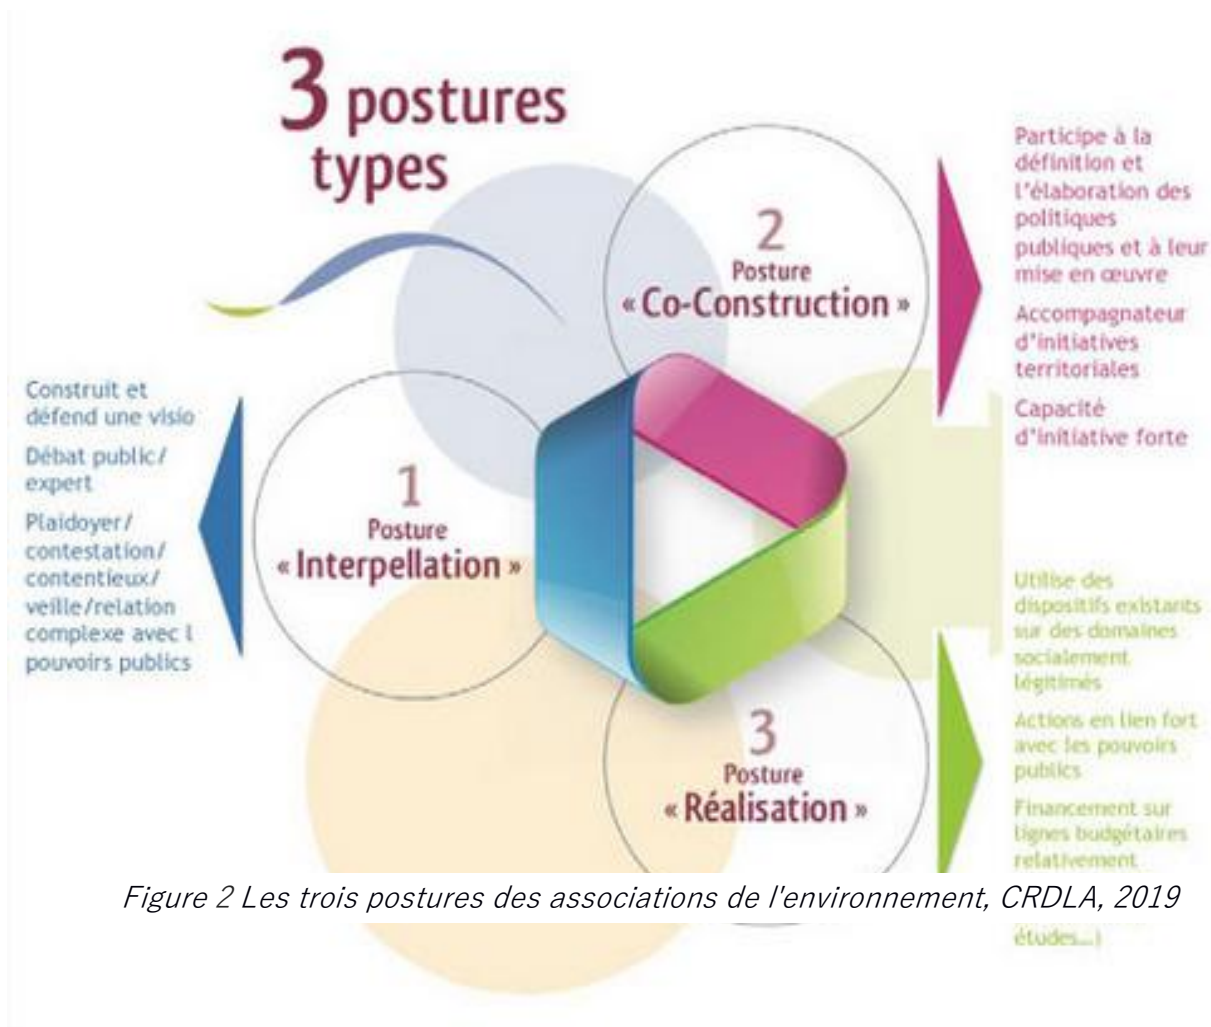 3 postures
types
2
Posture
« Co-Construction »
Participe à la
définition et
l'élaboration des
politiques
publiques et à leur
mise en œuvre
Accompagnateur
d'initiatives
territoriales
Capacité
d'initiative forte
Construit et
défend une visio
Débat public/
expert
Plaidoyer/
contestation/
contentieux/
veille/relation
complexe avec l
pouvoirs publics
1
Posture
« Interpellation »
3
Posture
« Réalisation »
Utilise des
dispositifs existants
sur des domaines
socialement
légitimés
Actions en lien fort
avec les pouvoirs
publics
Financement sur
lignes budgétaires
relativement
études...)
Figure 2 Les trois postures des associations de l'environnement, CRDLA, 2019